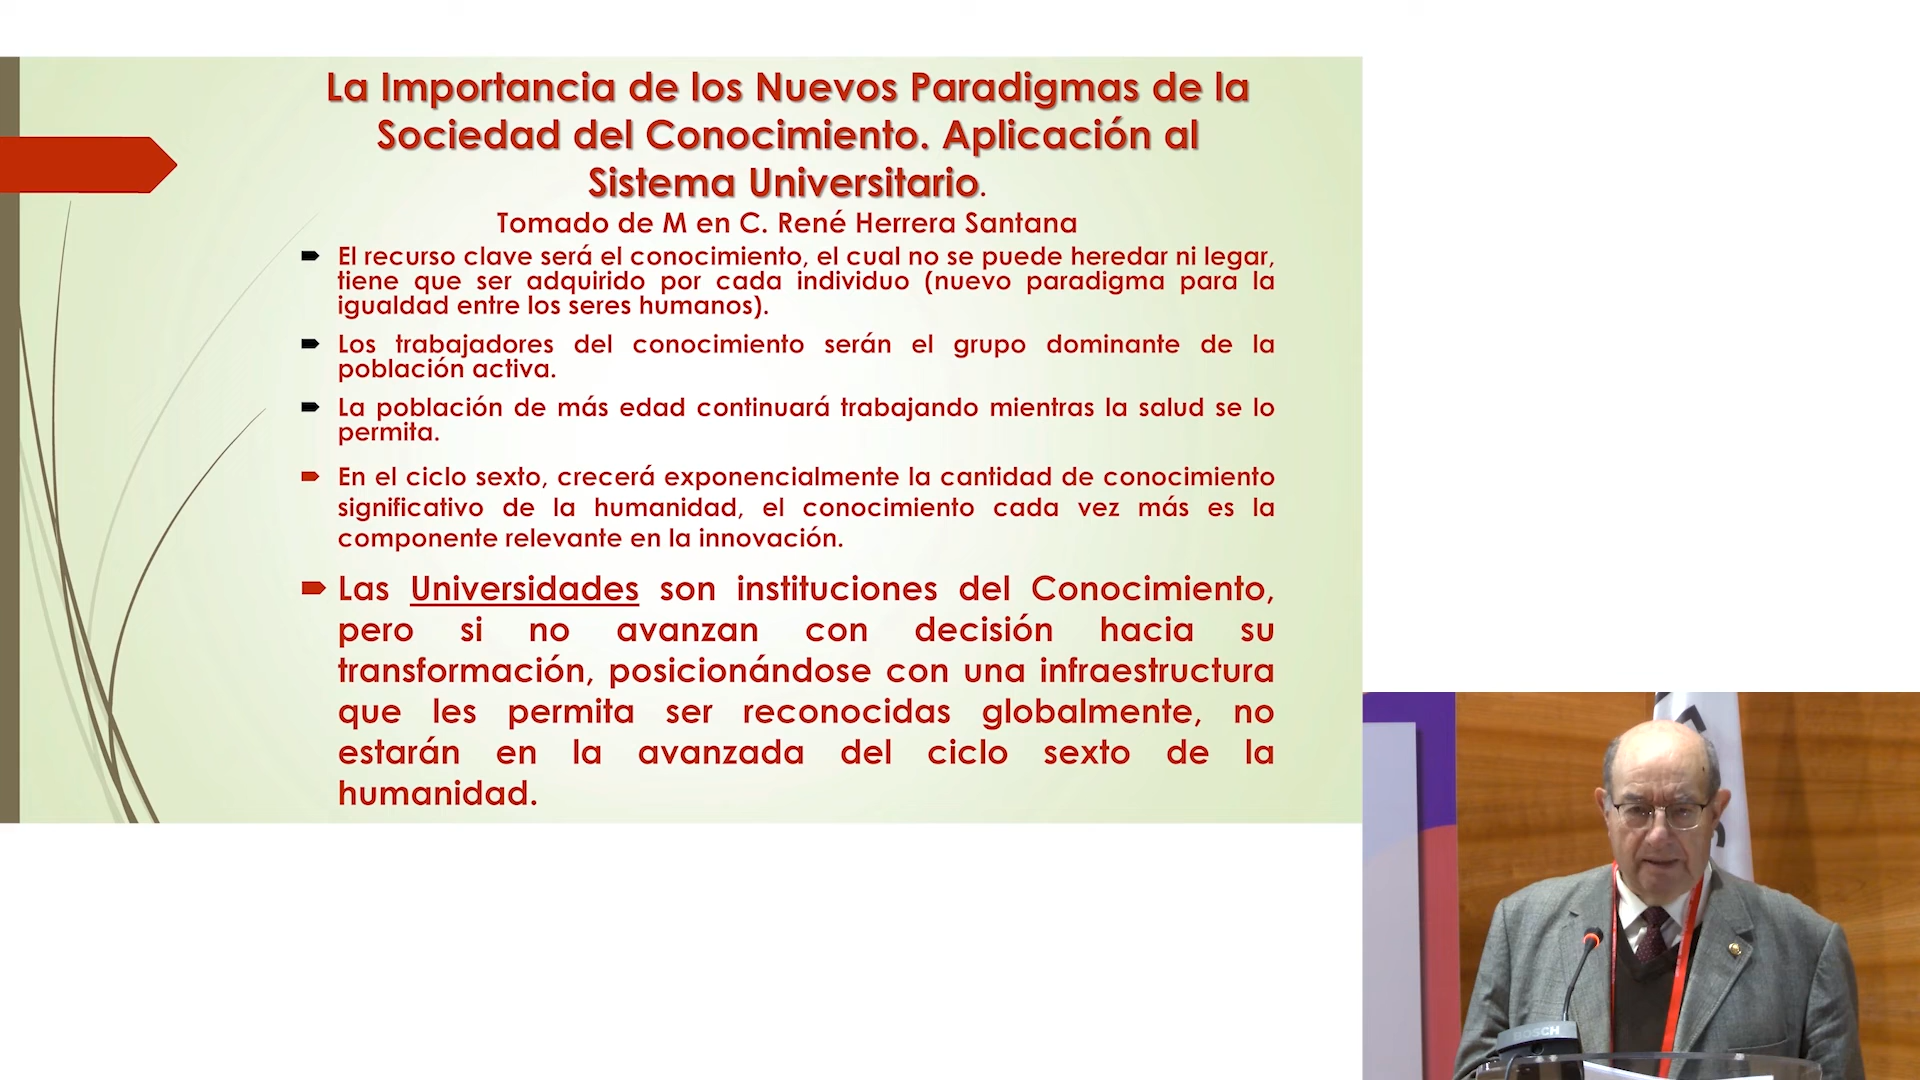 La Importancia de los Nuevos Paradigmas de la
Sociedad del Conocimiento. Aplicación al
Sistema Universitario.
Tomado de M en C. René Herrera Santana
El recurso clave será el conocimiento, el cual no se puede heredar ni legar,
tiene que ser adquirido por cada individuo (nuevo paradigma para la
igualdad entre los seres humanos).
Los trabajadores del conocimiento serán el grupo dominante de la
población activa.
La población de más edad continuará trabajando mientras la salud se lo
permita.
En el ciclo sexto, crecerá exponencialmente la cantidad de conocimiento
significativo de la humanidad, el conocimiento cada vez más es la
componente relevante en la innovación.
Las Universidades son instituciones del Conocimiento,
pero si no avanzan con decisión hacia su
transformación, posicionándose con una infraestructura
que les permita ser reconocidas globalmente, no
estarán en la avanzada del ciclo sexto de la
humanidad.
BOSCH